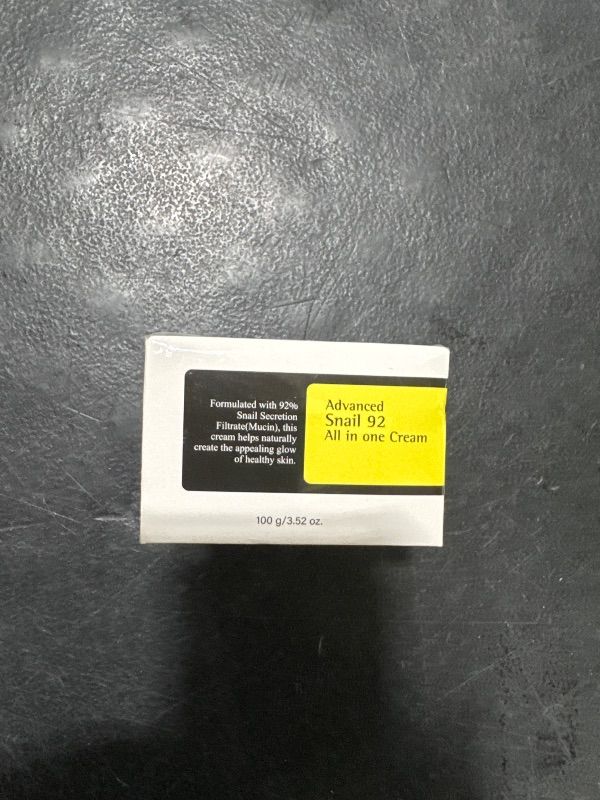 Formulated with 92%
Snail Secretion
Filtrate(Mucin), this
cream helps naturally
create the appealing glow
of healthy skin.
Advanced
Snail 92
All in one Cream
100 g/3.52 oz.